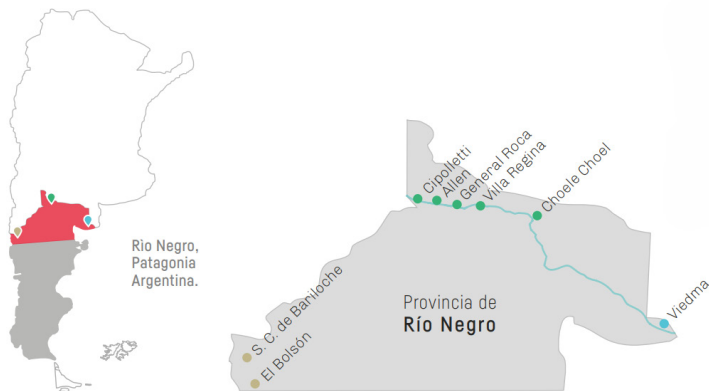 Rìo Negro,
Patagonia
Argentina.
Cipolletti
Allen
General Roca
Villa Regina
Choele Choel
Viedma
Provincia de
Río Negro
S. C. de Bariloche
El Bolsón